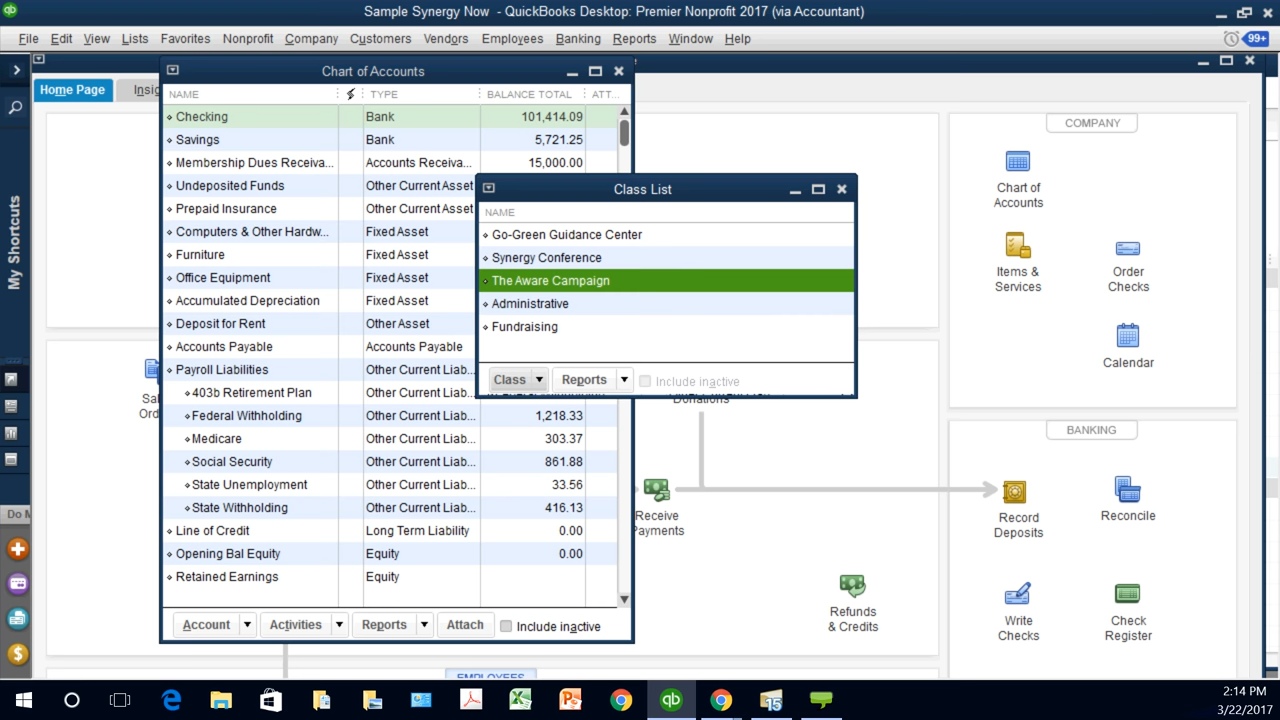 Sample Synergy Now - QuickBooks Desktop: Premier Nonprofit 2017 (via Accountant)
File Edit View Lists Favorites Nonprofit Company Customers Vendors Employees Banking Reports Window Help
99+
Home Page
Insig
My Shortcuts
Do M
Chart of Accounts
NAME TYPE BALANCE TOTAL ATT...
Checking Bank 101,414.09
Savings Bank 5,721.25
Membership Dues Receiva... Accounts Receiva... 15,000.00
Undeposited Funds Other Current Asset
Prepaid Insurance Other Current Asset
Computers & Other Hardw... Fixed Asset
Furniture Fixed Asset
Office Equipment Fixed Asset
Accumulated Depreciation Fixed Asset
Deposit for Rent Other Asset
Accounts Payable Accounts Payable
Payroll Liabilities Other Current Liab...
403b Retirement Plan Other Current Liab...
Federal Withholding Other Current Liab... 1,218.33
Medicare Other Current Liab... 303.37
Social Security Other Current Liab... 861.88
State Unemployment Other Current Liab... 33.56
State Withholding Other Current Liab... 416.13
Line of Credit Long Term Liability 0.00
Opening Bal Equity Equity 0.00
Retained Earnings Equity
Account Activities Reports Attach Include inactive
Class List
NAME
Go-Green Guidance Center
Synergy Conference
The Aware Campaign
Administrative
Fundraising
Class Reports Include inactive
Donations
Sal
Ord
Receive
Payments
Refunds
& Credits
EMPLOYEES
COMPANY
Chart of
Accounts
Items &
Services
Order
Checks
Calendar
BANKING
Record
Deposits
Reconcile
Write
Checks
Check
Register
15
qb
2:14 PM
3/22/2017